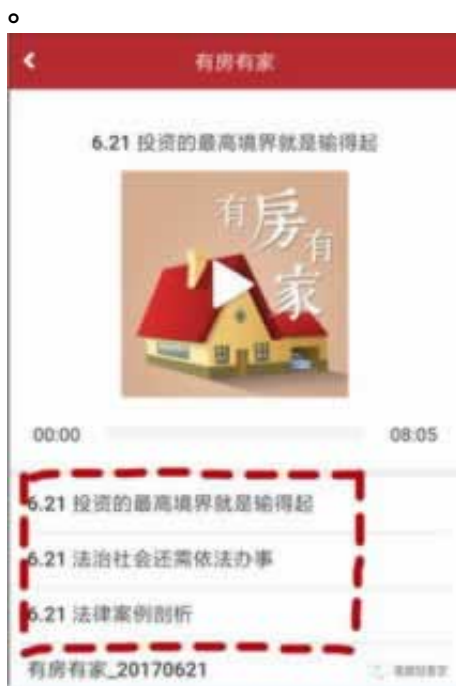 。
有房有家
6.21 投资的最高境界就是输得起
有房有家
00:00 08:05
6.21 投资的最高境界就是输得起
6.21 法治社会还需依法办事
6.21 法律案例剖析
有房有家_20170621